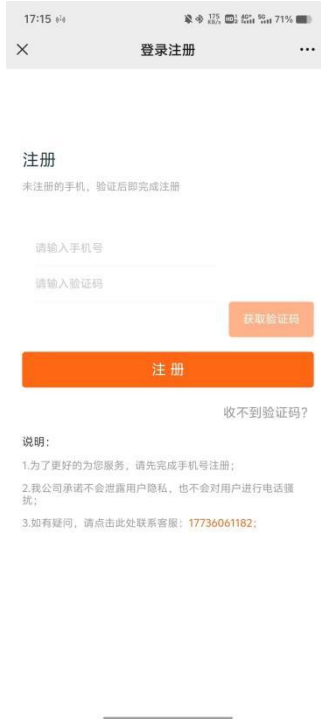 17:15
175 KB/s HD 4G 5G 71%
登录注册
注册
未注册的手机，验证后即完成注册
请输入手机号
请输入验证码
获取验证码
注 册
收不到验证码?
说明：
1.为了更好的为您服务，请先完成手机号注册；
2.我公司承诺不会泄露用户隐私，也不会对用户进行电话骚
扰；
3.如有疑问，请点击此处联系客服：17736061182；